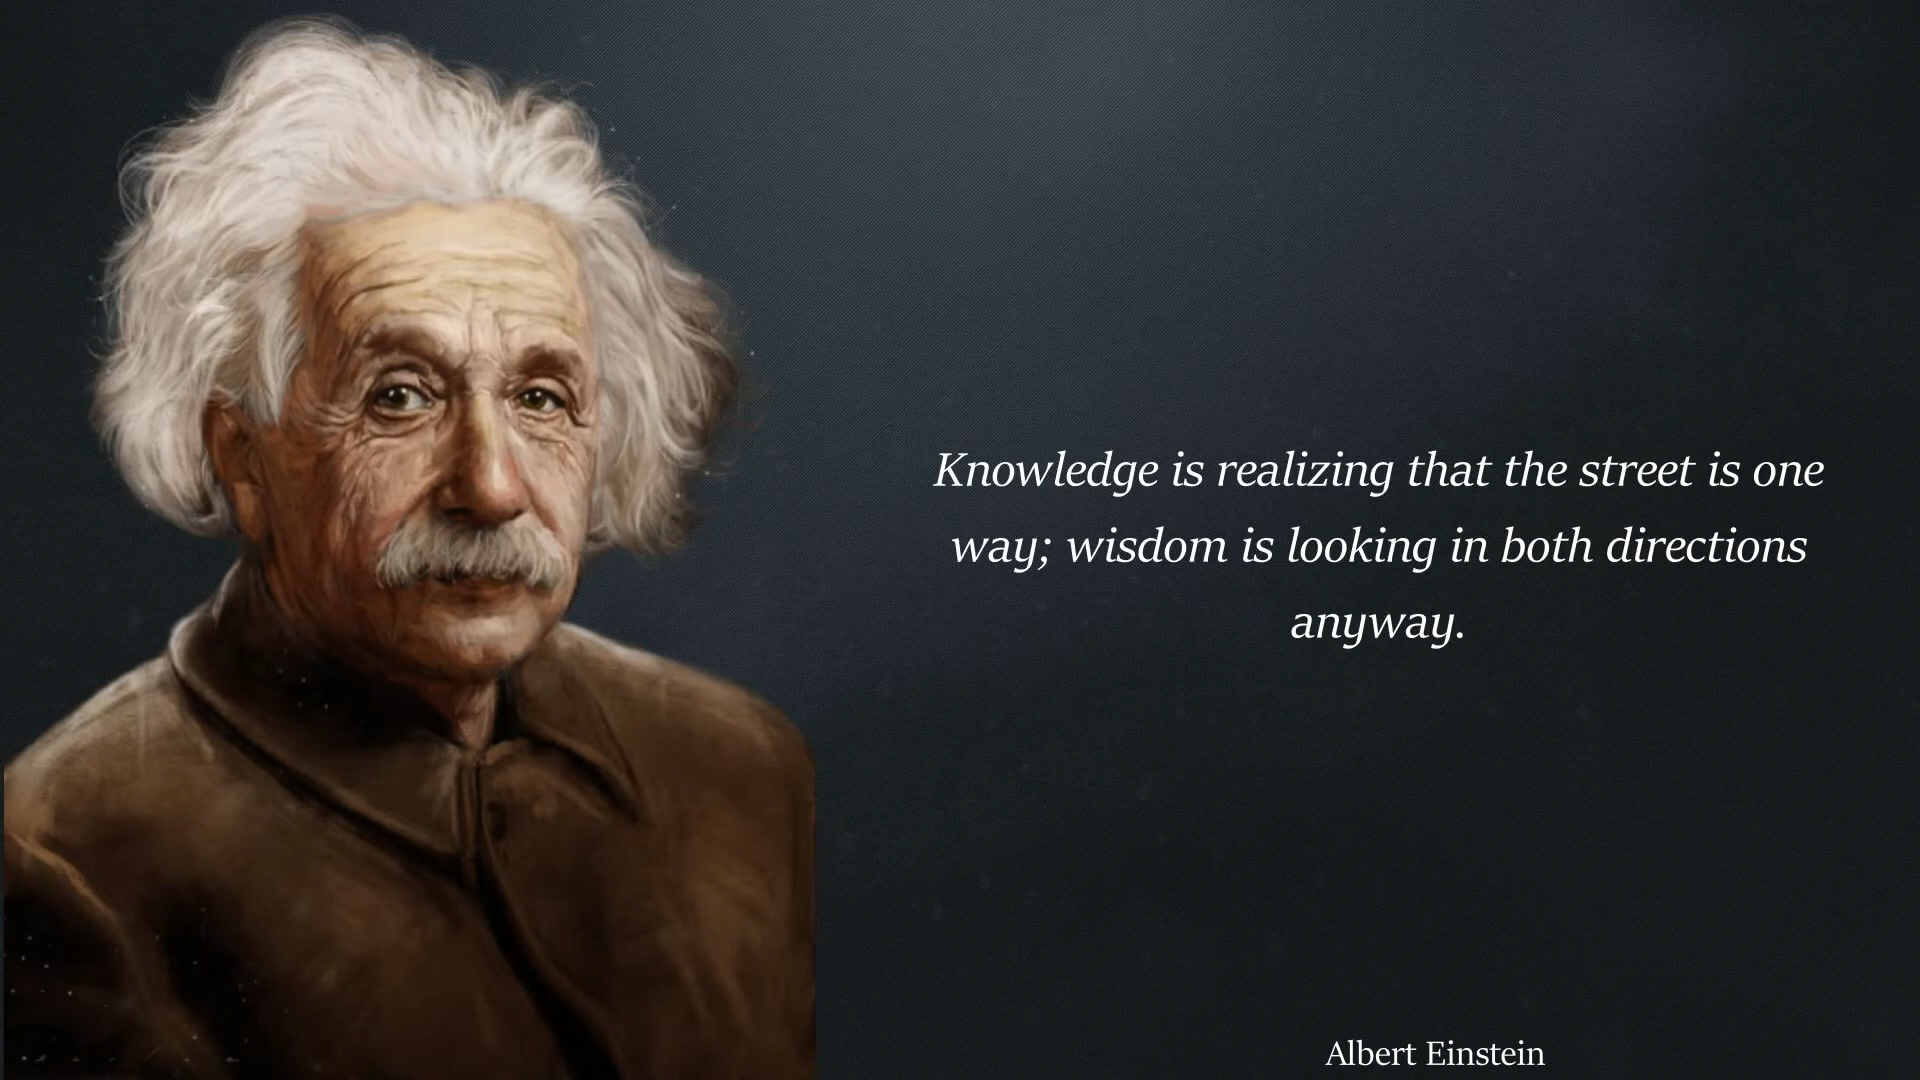 Knowledge is realizing that the street is one
way; wisdom is looking in both directions
anyway.
Albert Einstein